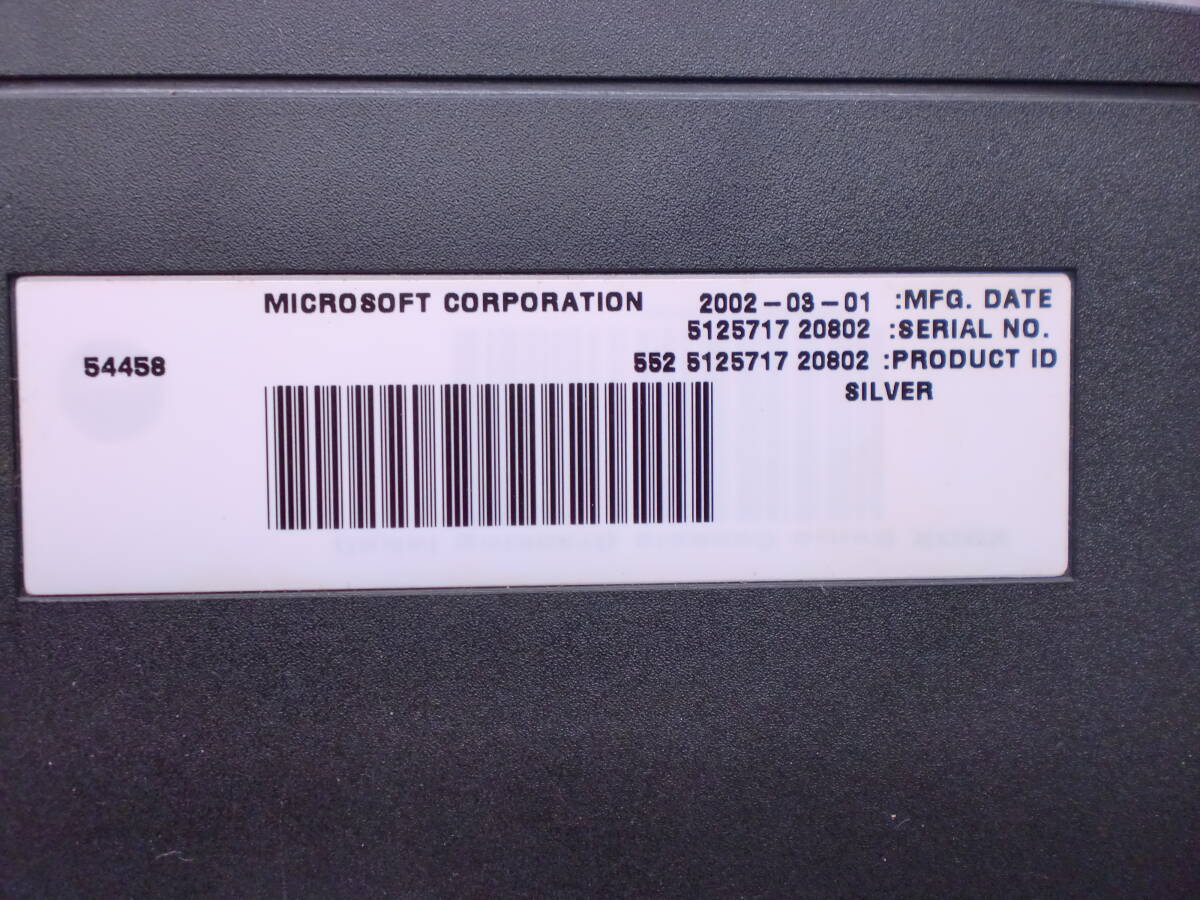 MICROSOFT CORPORATION 2002-03-01 :MFG. DATE
5125717 20802 :SERIAL NO.
54458 552 5125717 20802 :PRODUCT ID
SILVER